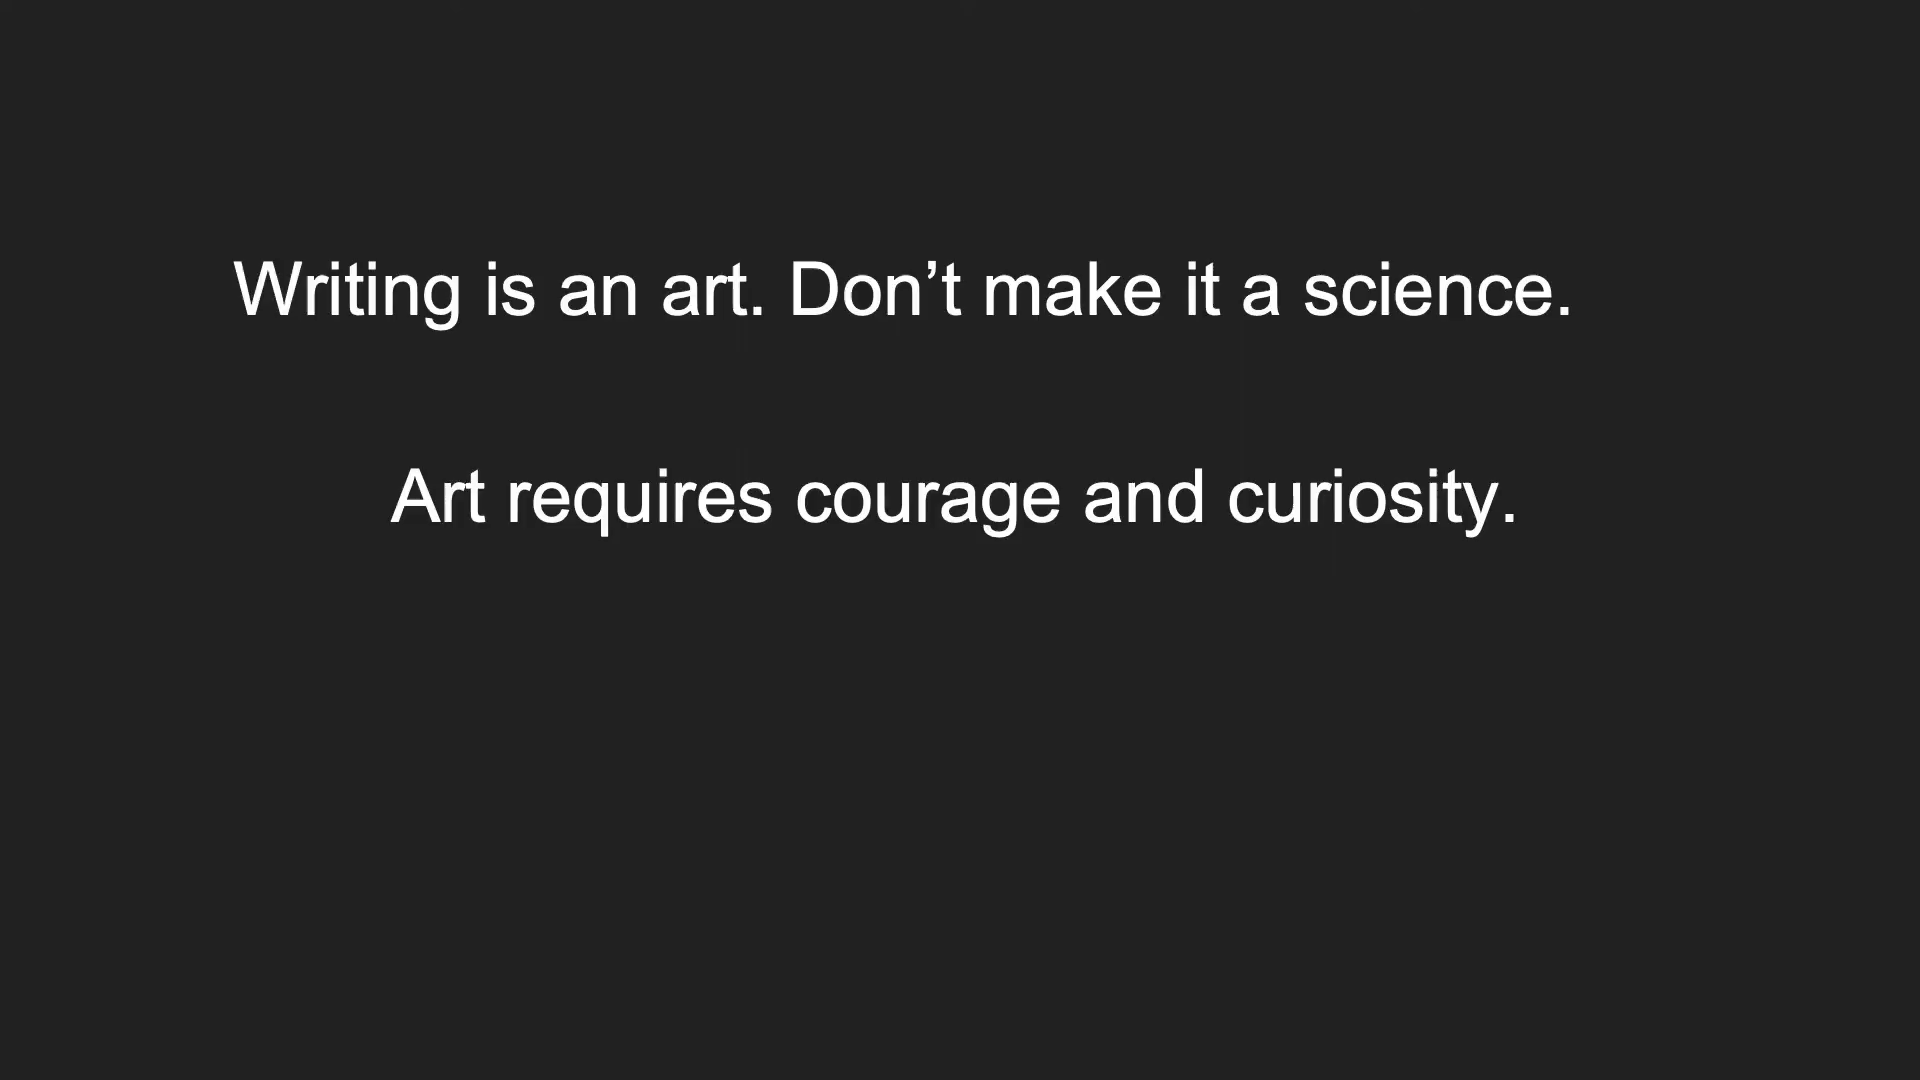 Writing is an art. Don’t make it a science.
Art requires courage and curiosity.